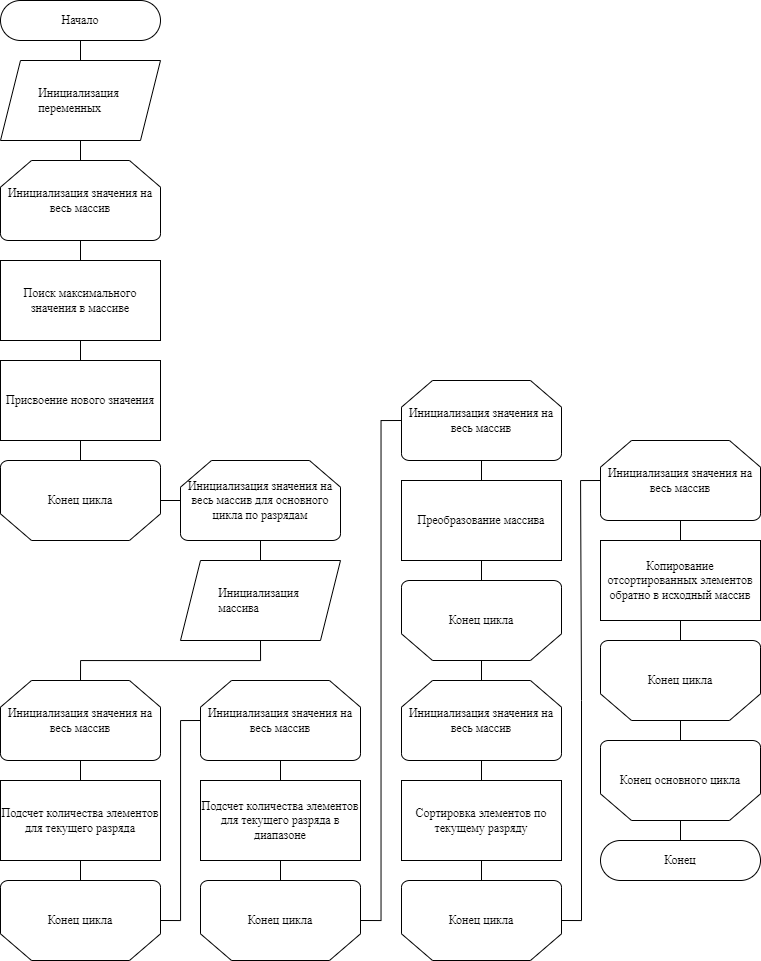 Начало
Инициализация
переменных
Инициализация значения на
весь массив
Поиск максимального
значения в массиве
Присвоение нового значения
Конец цикла
Инициализация значения на
весь массив для основного
цикла по разрядам
Инициализация
массива
Инициализация значения на
весь массив
Подсчет количества элементов
для текущего разряда
Конец цикла
Инициализация значения на
весь массив
Подсчет количества элементов
для текущего разряда в
диапазоне
Конец цикла
Инициализация значения на
весь массив
Преобразование массива
Конец цикла
Инициализация значения на
весь массив
Сортировка элементов по
текущему разряду
Конец цикла
Инициализация значения на
весь массив
Копирование
отсортированных элементов
обратно в исходный массив
Конец цикла
Конец основного цикла
Конец